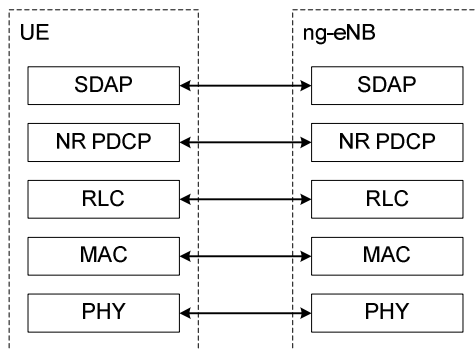 UE
ng-eNB
SDAP
SDAP
NR PDCP
NR PDCP
RLC
RLC
MAC
MAC
PHY
PHY